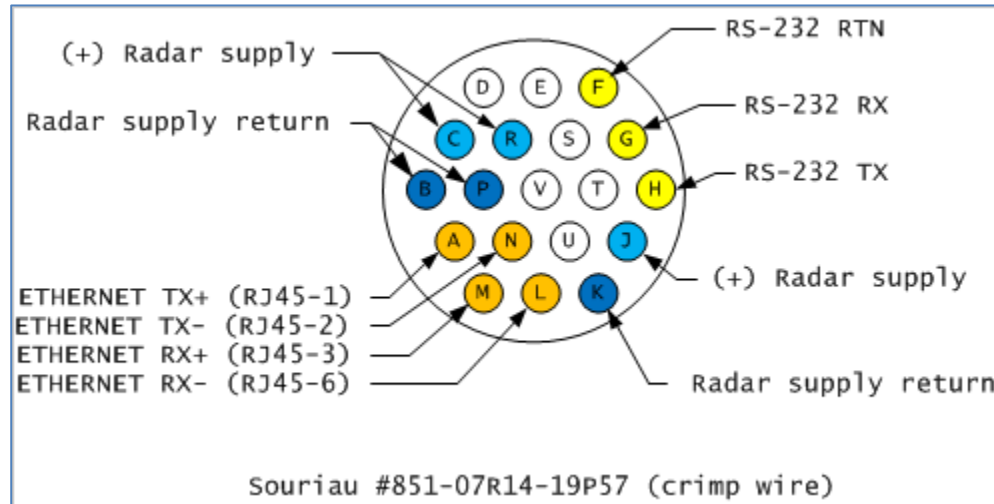 RS-232 RTN
(+) Radar supply
D E F
RS-232 RX
Radar supply return
C R S G
RS-232 TX
B P V T H
A N U J
(+) Radar supply
ETHERNET TX+ (RJ45-1)
M L K
ETHERNET TX- (RJ45-2)
ETHERNET RX+ (RJ45-3)
ETHERNET RX- (RJ45-6)
Radar supply return
Souriau #851-07R14-19P57 (crimp wire)